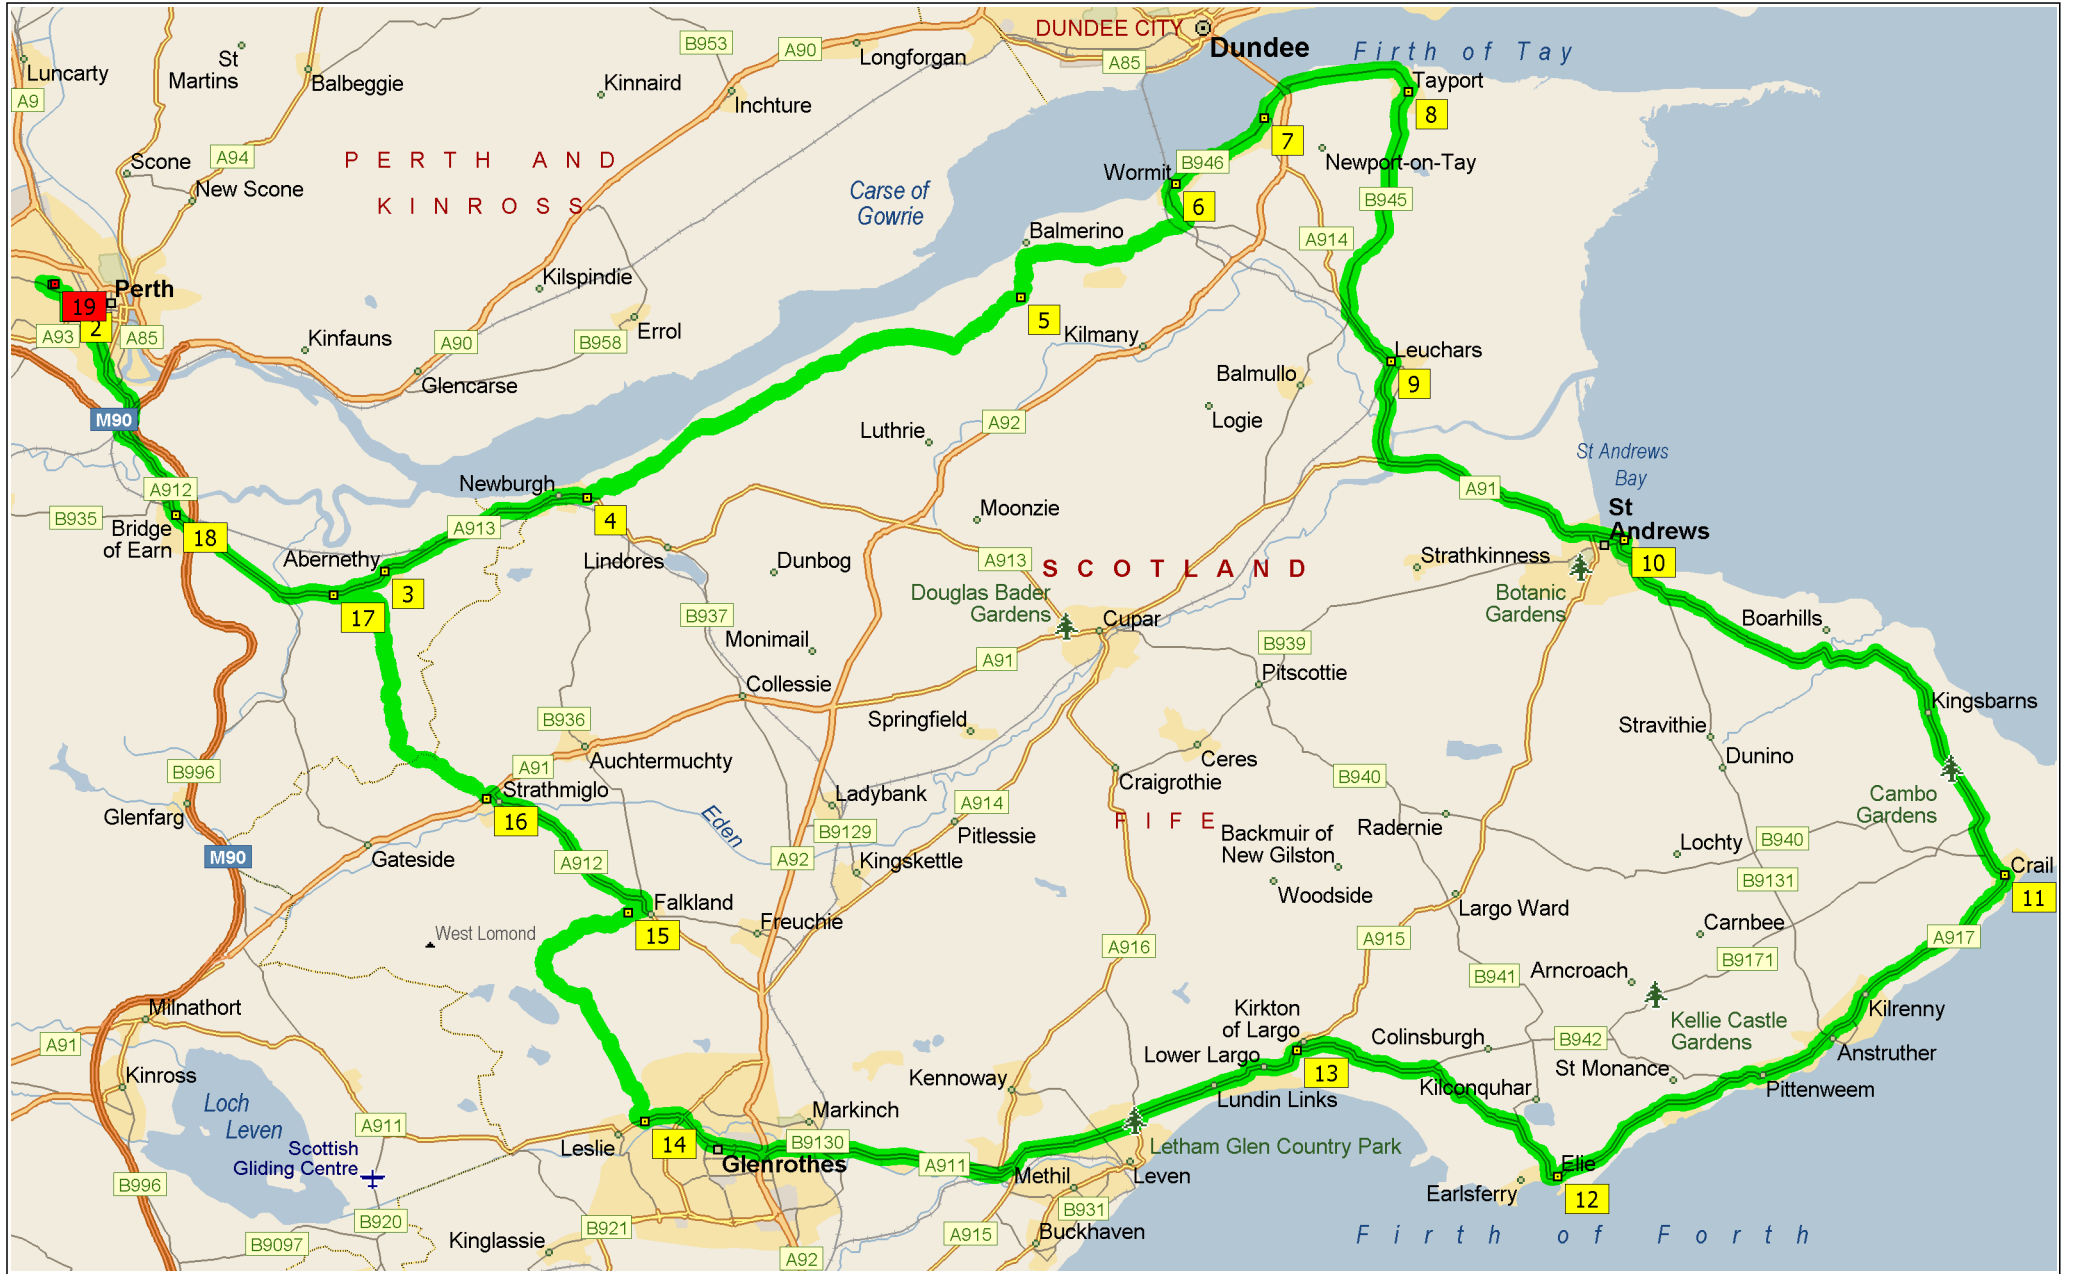 DUNDEE CITY
Dundee
Firth of Tay
B953
A90
Longforgan
A85
St
Martins
Luncarty
Balbeggie
Kinnaird
Inchture
Tayport
8
A9
7
Newport-on-Tay
Scone
A94
PERTH AND
KINROSS
New Scone
B946
Wormit
6
B945
Carse of
Gowrie
Balmerino
A914
Kilspindie
Perth
19
2
A93
A85
Kinfauns
A90
B958
Errol
5
Kilmany
Leuchars
9
Glencarse
Balmullo
Logie
M90
Luthrie
A92
St Andrews
Bay
Newburgh
A912
4
A91
St
Andrews
B935
Bridge
of Earn
18
A913
Moonzie
Abernethy
3
Lindores
Dunbog
A913
SCOTLAND
Strathkinness
10
Douglas Bader
Gardens
Botanic
Gardens
17
B937
Monimail
Cupar
Boarhills
A91
B939
Pitscottie
Collessie
Kingsbarns
B936
Springfield
Stravithie
Dunino
Auchtermuchty
A91
Ceres
Craigrothie
B940
B996
Strathmiglo
16
Ladybank
A914
Cambo
Gardens
Glenfarg
Eden
B9129
Pitlessie
FIFE
Backmuir of
New Gilston
Radernie
Lochty
B940
M90
Gateside
A912
A92
Kingskettle
Woodside
B9131
Crail
11
Falkland
15
Freuchie
Largo Ward
Carnbee
West Lomond
A916
A915
A917
B9171
B941
Arncroach
Milnathort
Kirkton
of Largo
Colinsburgh
Kellie Castle
Gardens
Kilrenny
A91
B942
Anstruther
Lower Largo
13
St Monance
Kinross
Kennoway
Kilconquhar
Pittenweem
Loch
Leven
Lundin Links
Markinch
A911
Leslie
14
B9130
Glenrothes
Scottish
Gliding Centre
Letham Glen Country Park
A911
Methil
Leven
Elie
12
Earlsferry
B996
B920
B921
B931
Buckhaven
A915
Kinglassie
B9097
A92
Firth of Forth